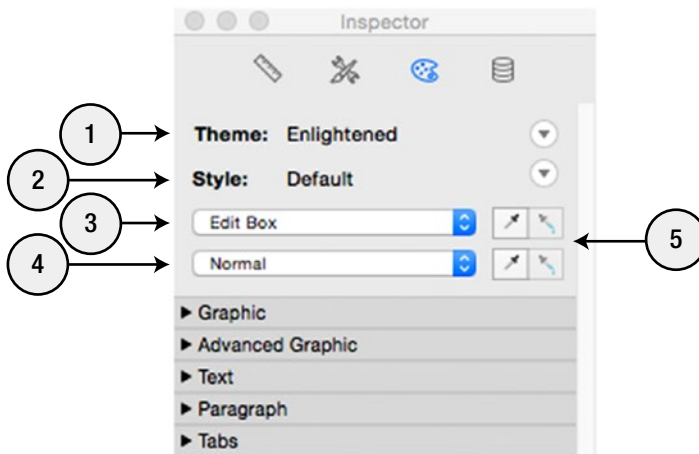 Inspector
1 Theme: Enlightened
2 Style: Default
3 Edit Box
5
4 Normal
Graphic
Advanced Graphic
Text
Paragraph
Tabs